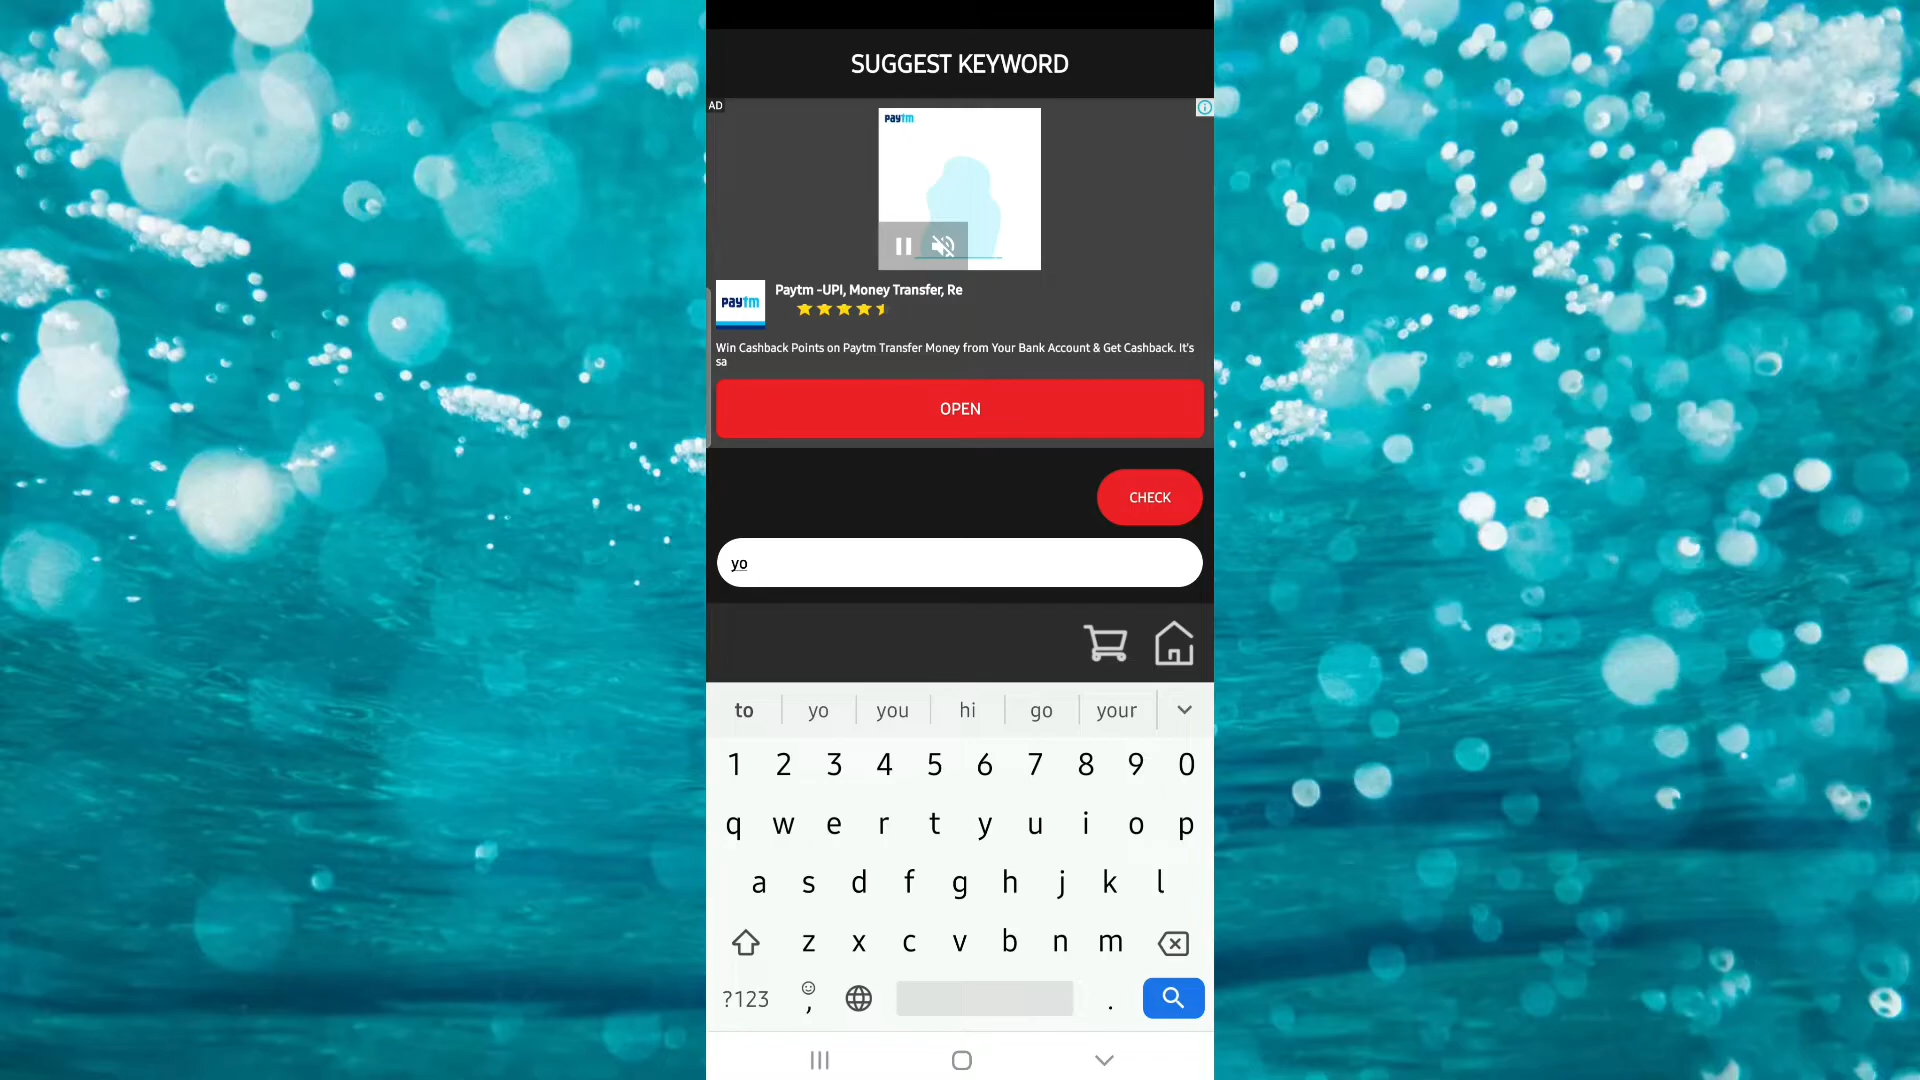 SUGGEST KEYWORD
AD
paytm
paytm
Paytm -UPI, Money Transfer, Re
Win Cashback Points on Paytm Transfer Money from Your Bank Account & Get Cashback. It's
sa
OPEN
CHECK
yo
to yo you hi go your
1 2 3 4 5 6 7 8 9 0
q w e r t y u i o p
a s d f g h j k l
z x c v b n m
?123 , .